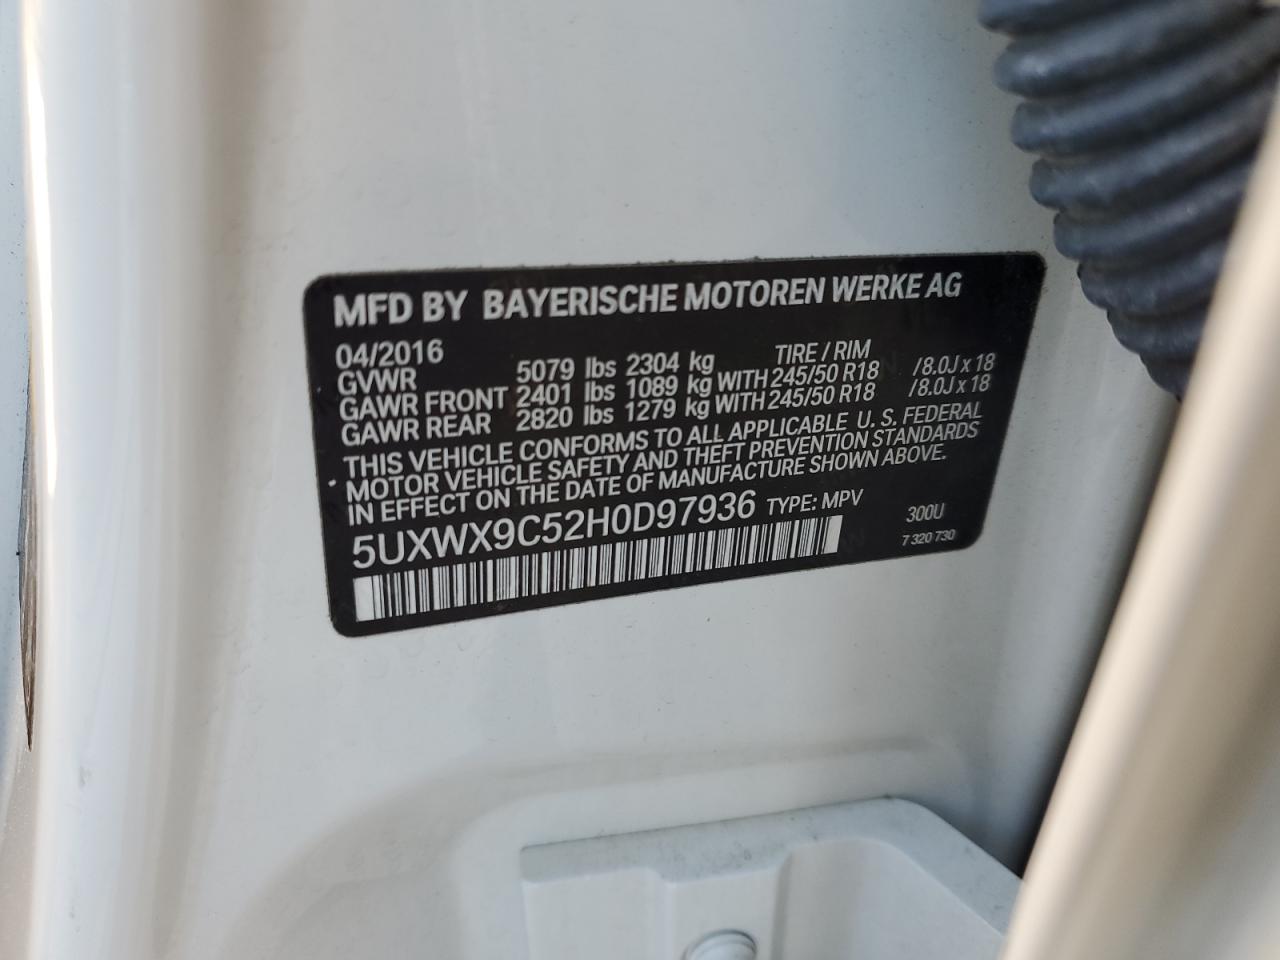 MFD BY BAYERISCHE MOTOREN WERKE AG
04/2016 TIRE / RIM
GVWR 5079 lbs 2304 kg
GAWR FRONT 2401 lbs 1089 kg WITH 245/50 R18 /8.0J x 18
GAWR REAR 2820 lbs 1279 kg WITH 245/50 R18 /8.0J x 18
THIS VEHICLE CONFORMS TO ALL APPLICABLE U. S. FEDERAL
MOTOR VEHICLE SAFETY AND THEFT PREVENTION STANDARDS
IN EFFECT ON THE DATE OF MANUFACTURE SHOWN ABOVE.
5UXWX9C52H0D97936 TYPE: MPV 300U
7 320 730